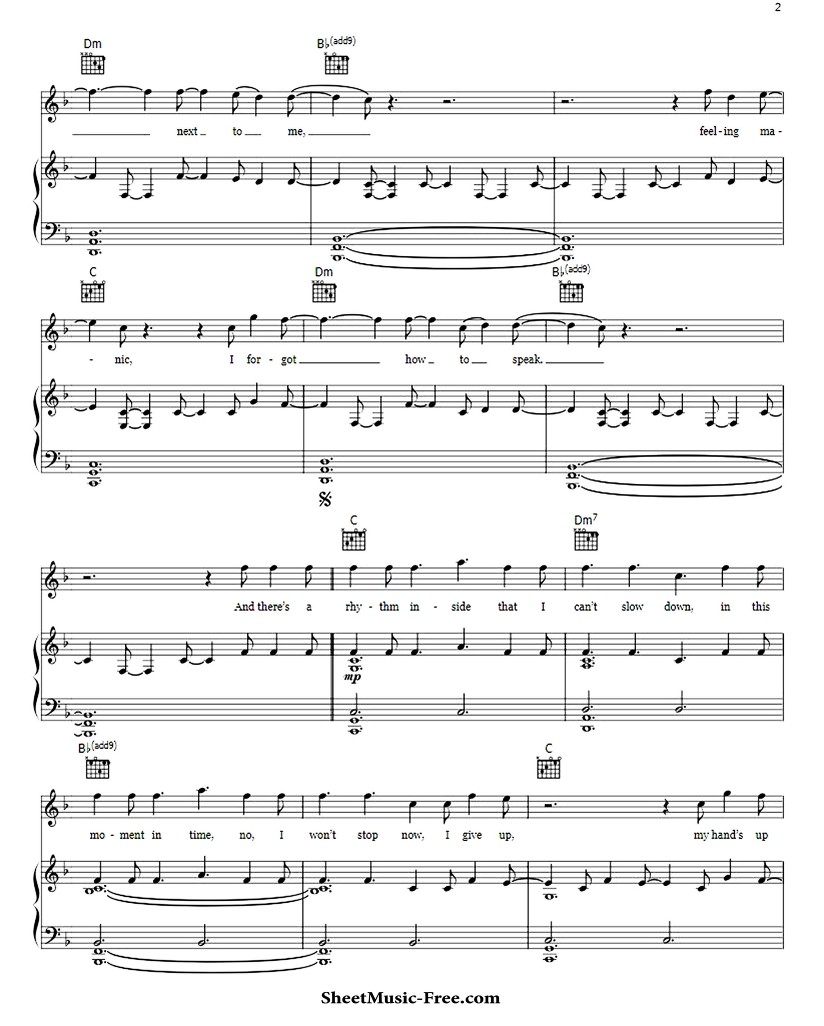 2
Dm B♭(add9)
next to me, feel - ing ma -
C Dm B♭(add9)
- nic, I for - got how to speak.
C Dm7
And there's a rhy - thm in - side that I can't slow down, in this
mp
B♭(add9) C
mo - ment in time, no, I won't stop now, I give up, my hand's up
SheetMusic-Free.com